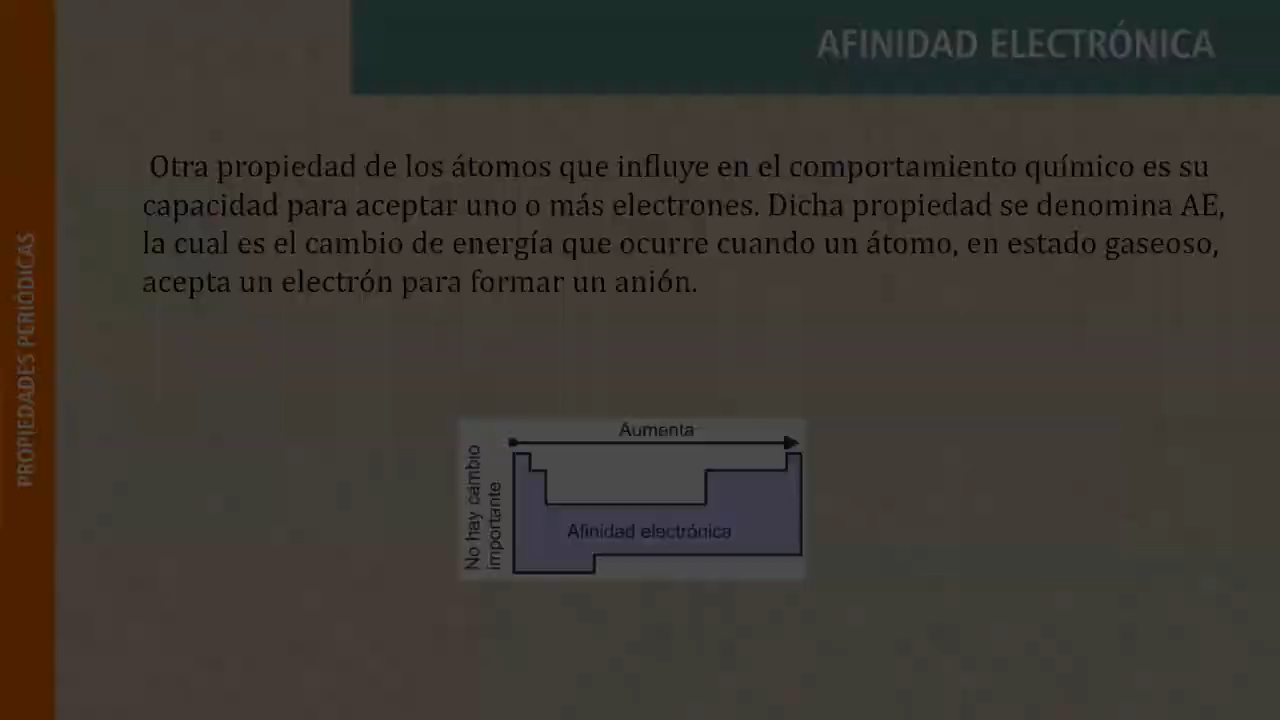 AFINIDAD ELECTRÓNICA
Otra propiedad de los átomos que influye en el comportamiento químico es su
capacidad para aceptar uno o más electrones. Dicha propiedad se denomina AE,
la cual es el cambio de energía que ocurre cuando un átomo, en estado gaseoso,
acepta un electrón para formar un anión.
PROPIEDADES PERIÓDICAS
Aumenta
No hay cambio
importante
Afinidad electrónica